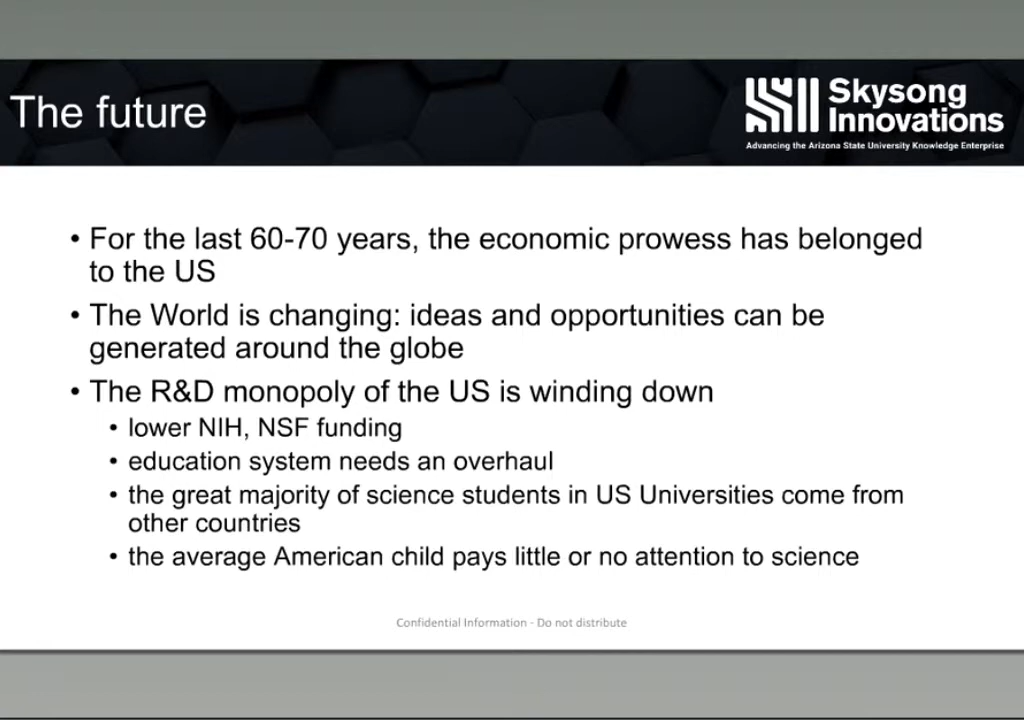 The future
Skysong
Innovations
Advancing the Arizona State University Knowledge Enterprise
• For the last 60-70 years, the economic prowess has belonged
to the US
• The World is changing: ideas and opportunities can be
generated around the globe
• The R&D monopoly of the US is winding down
• lower NIH, NSF funding
• education system needs an overhaul
• the great majority of science students in US Universities come from
other countries
• the average American child pays little or no attention to science
Confidential Information - Do not distribute